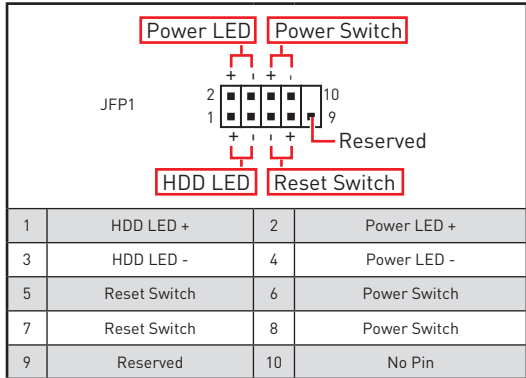 Power LED Power Switch
+ - + -
JFP1
2 10
1 9
+ - - +
Reserved
HDD LED Reset Switch
1 HDD LED + 2 Power LED +
3 HDD LED - 4 Power LED -
5 Reset Switch 6 Power Switch
7 Reset Switch 8 Power Switch
9 Reserved 10 No Pin